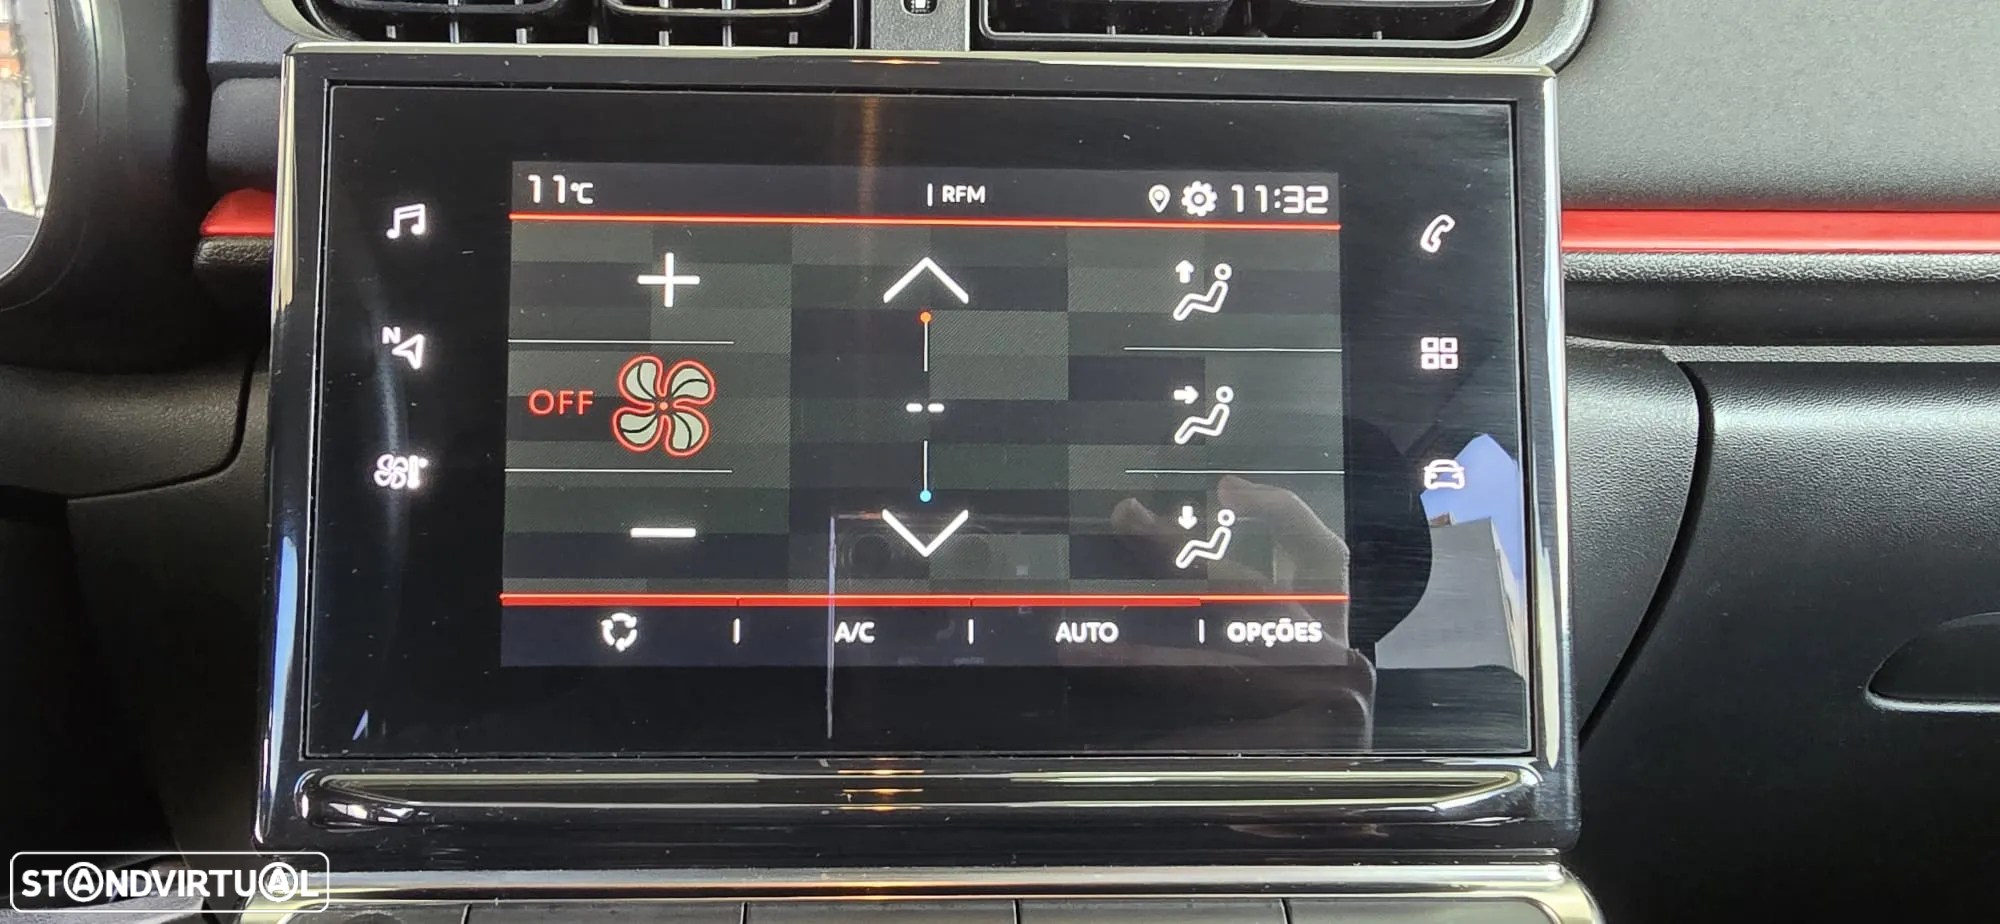 11°C | RFM 11:32
N
OFF
--
A/C | AUTO | OPÇÕES
STANDVIRTUAL